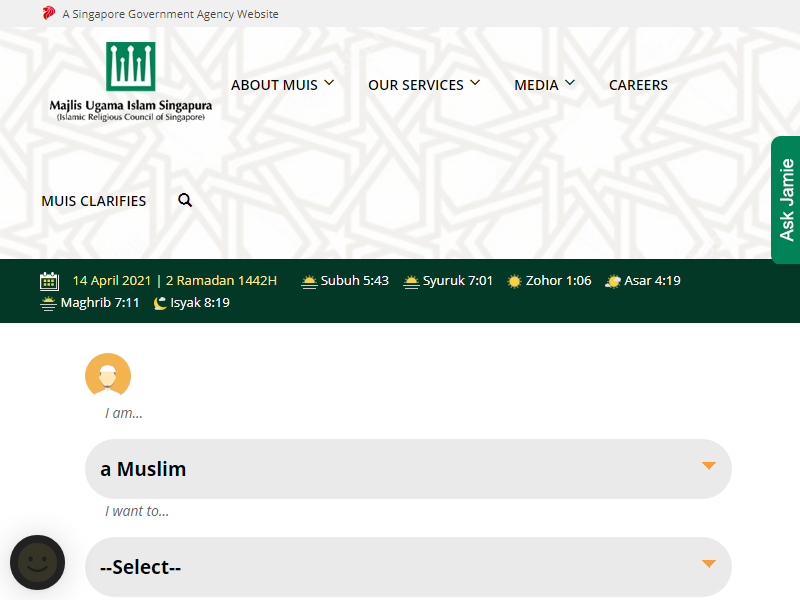 A Singapore Government Agency Website
Majlis Ugama Islam Singapura
(Islamic Religious Council of Singapore)
ABOUT MUIS
OUR SERVICES
MEDIA
CAREERS
MUIS CLARIFIES
Ask Jamie
14 April 2021 | 2 Ramadan 1442H
Subuh 5:43
Syuruk 7:01
Zohor 1:06
Asar 4:19
Maghrib 7:11
Isyak 8:19
I am...
a Muslim
I want to...
--Select--